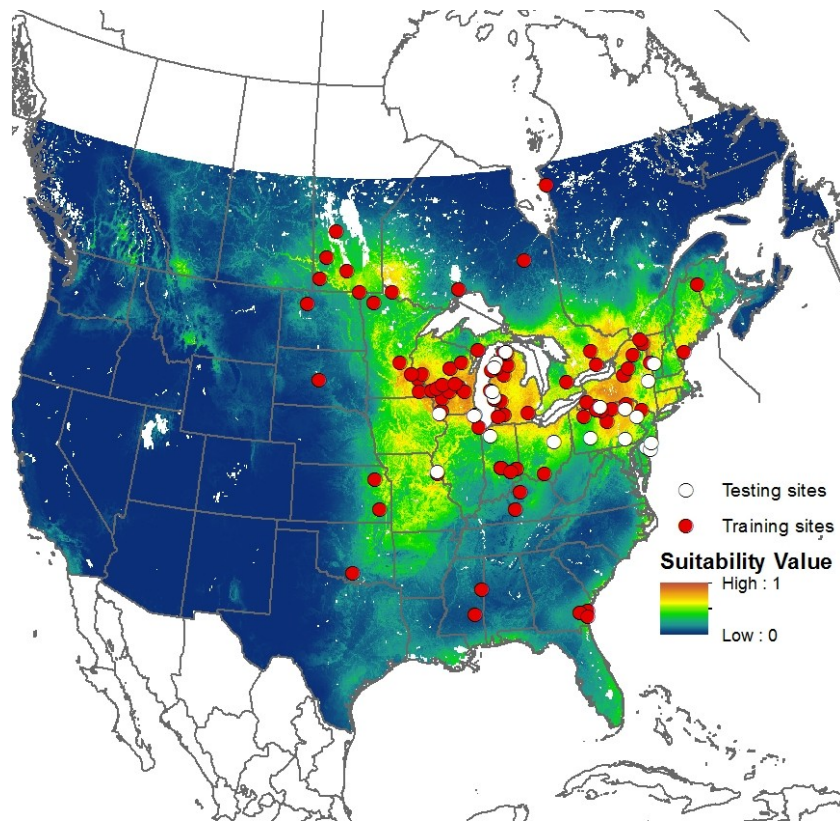 Testing sites
Training sites
Suitability Value
High : 1
Low : 0